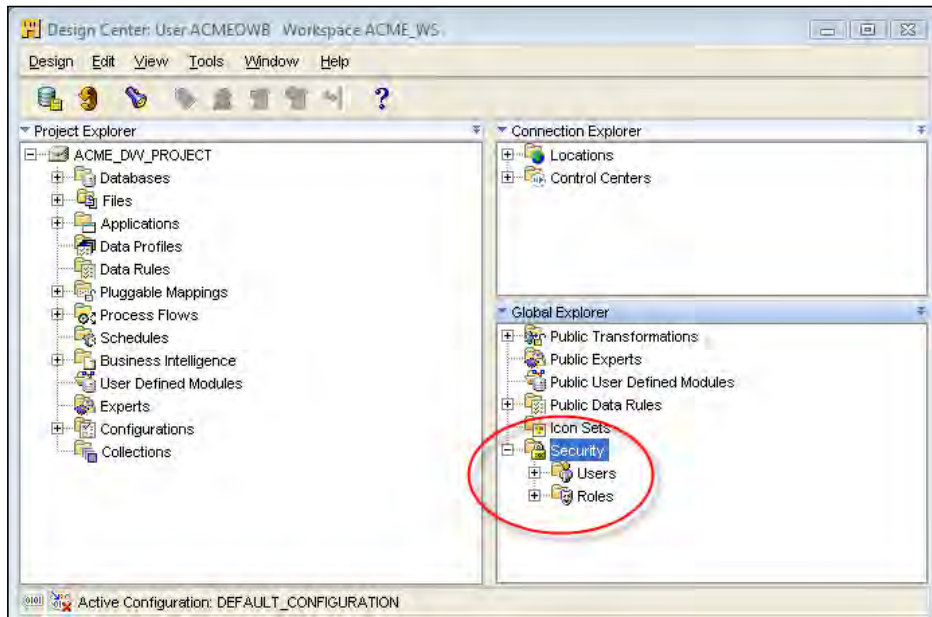 Design Center: User ACMEOWB Workspace ACME_WS
Design Edit View Tools Window Help
?
Project Explorer
ACME_DW_PROJECT
Databases
Files
Applications
Data Profiles
Data Rules
Pluggable Mappings
Process Flows
Schedules
Business Intelligence
User Defined Modules
Experts
Configurations
Collections
Connection Explorer
Locations
Control Centers
Global Explorer
Public Transformations
Public Experts
Public User Defined Modules
Public Data Rules
Icon Sets
Security
Users
Roles
Active Configuration: DEFAULT_CONFIGURATION